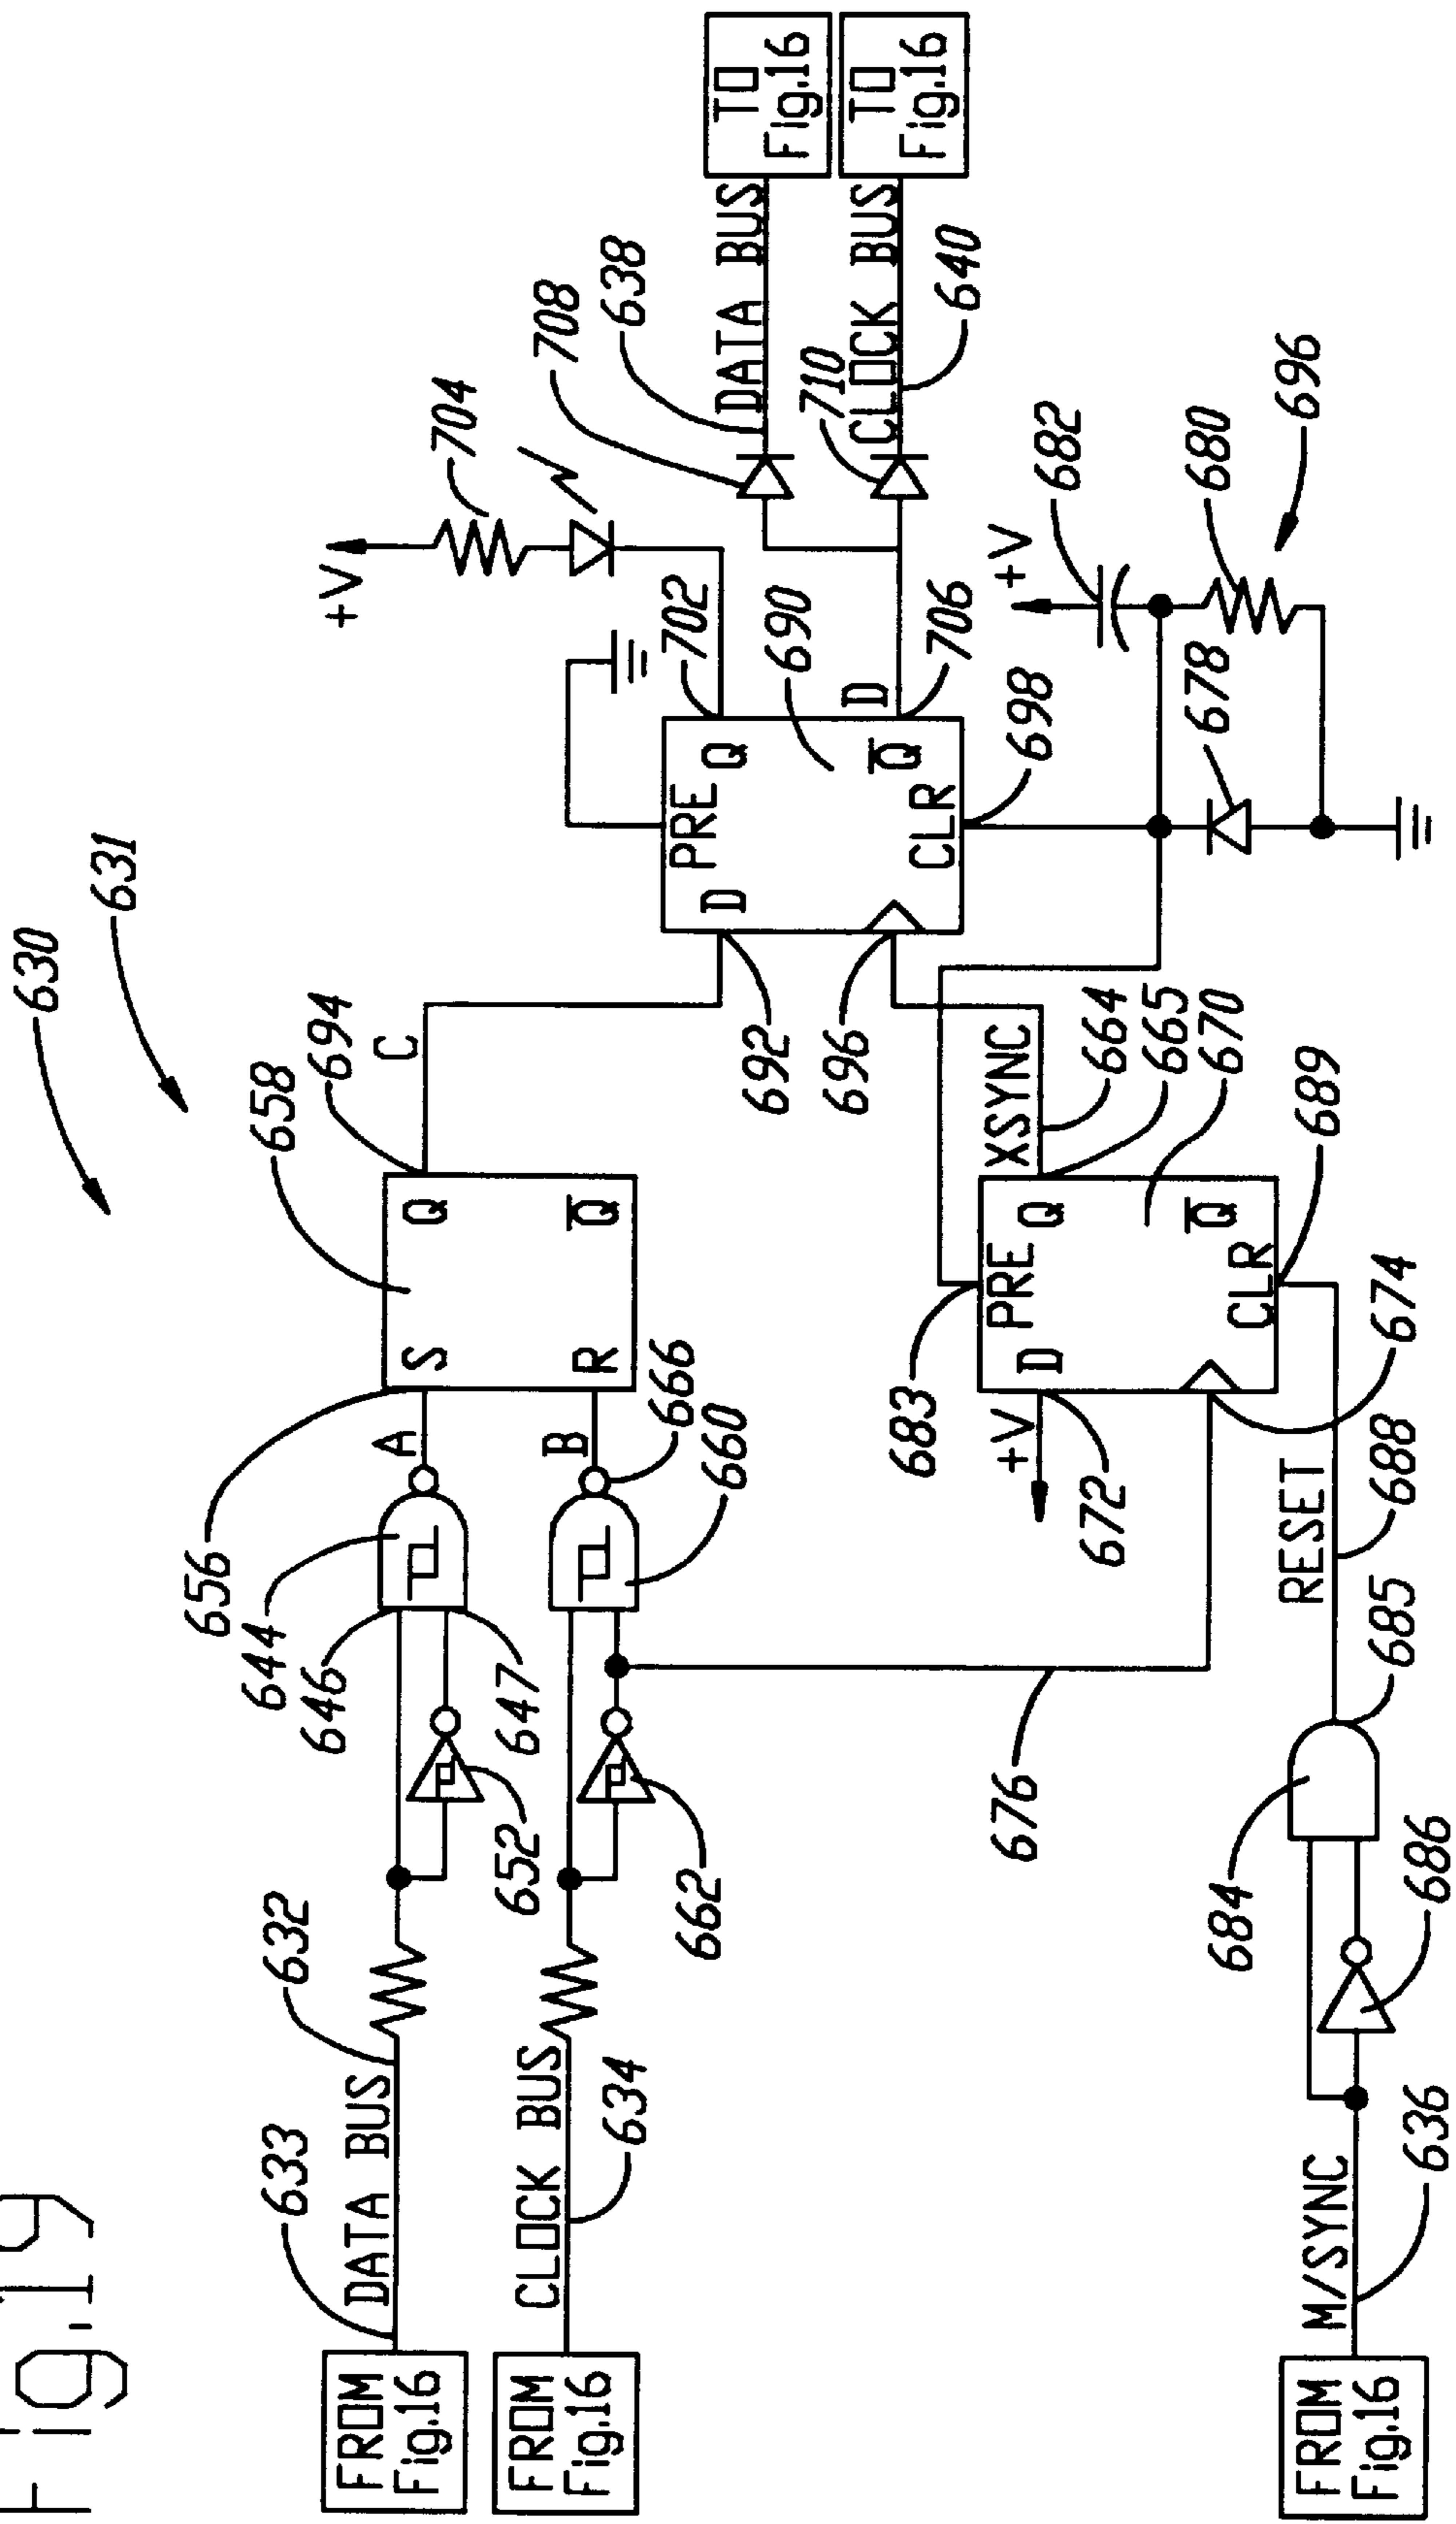 Fig.19
630
631
FROM
Fig.16
633
DATA BUS
632
FROM
Fig.16
CLOCK BUS
634
652
662
646
647
644
656
A
B
666
660
S
R
Q
Q̅
658
694
C
676
FROM
Fig.16
M/SYNC
636
686
684
685
RESET
688
+V
672
683
D
PRE
Q
Q̅
CLR
674
689
670
665
664
XSYNC
692
696
D
PRE
Q
Q̅
CLR
690
698
702
706
D
+V
704
708
638
DATA BUS
TO
Fig.16
710
CLOCK BUS
640
TO
Fig.16
+V
682
680
678
696